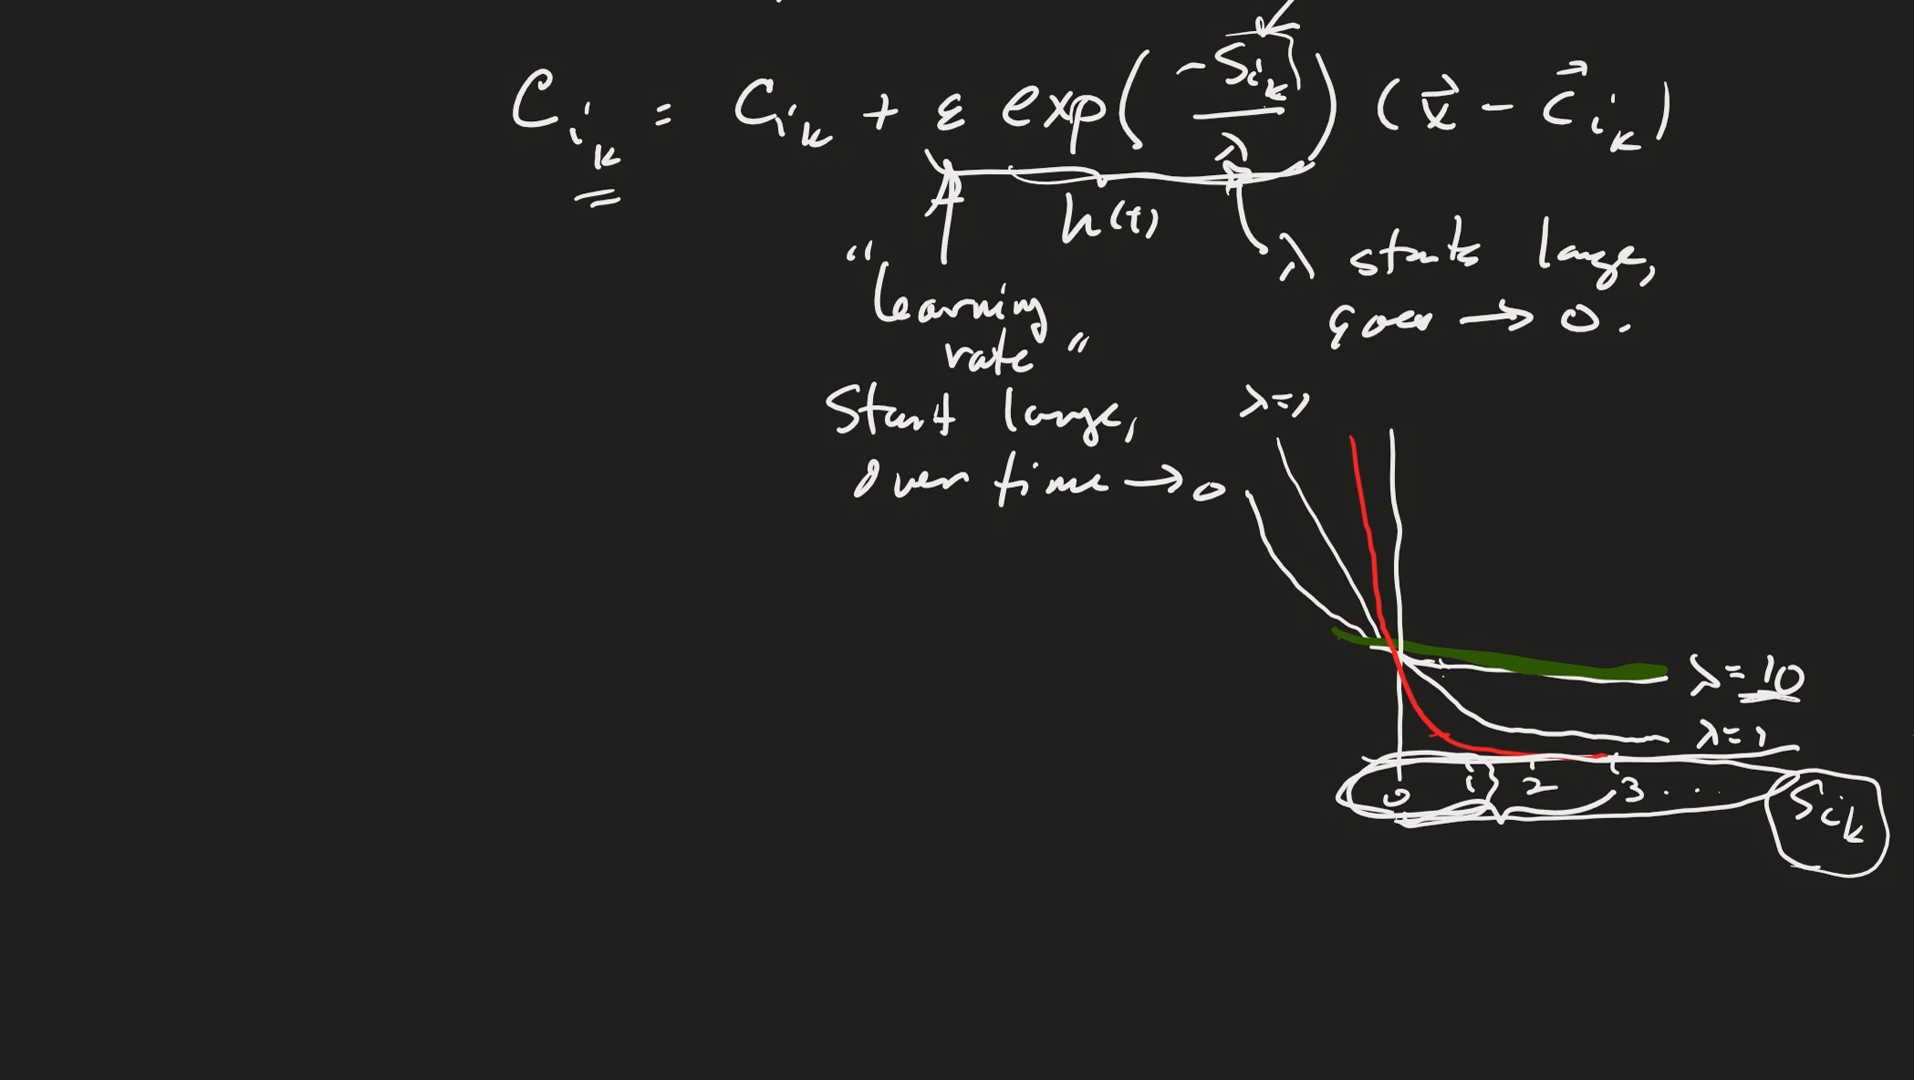 C_{i_k} = C_{i_k} + ε exp( -S_{i_k} / λ ) ( x⃗ - c⃗_{i_k} )
h(t)
"learning rate"
Start large,
over time → 0
λ starts large,
goes → 0.
λ=1
λ=10
λ=1
0 1 2 3 ...
S_{i_k}